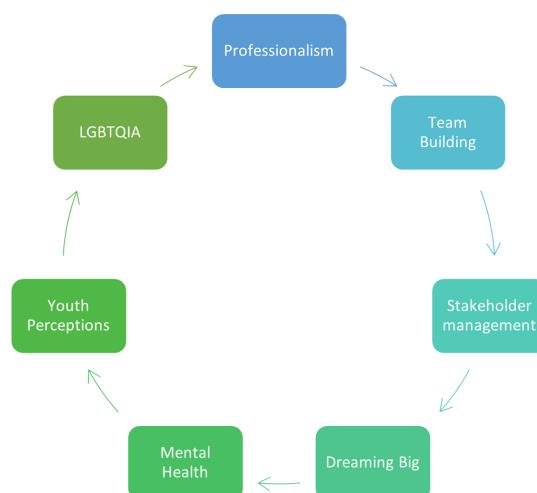 Professionalism
Team
Building
Stakeholder
management
Dreaming Big
Mental
Health
Youth
Perceptions
LGBTQIA